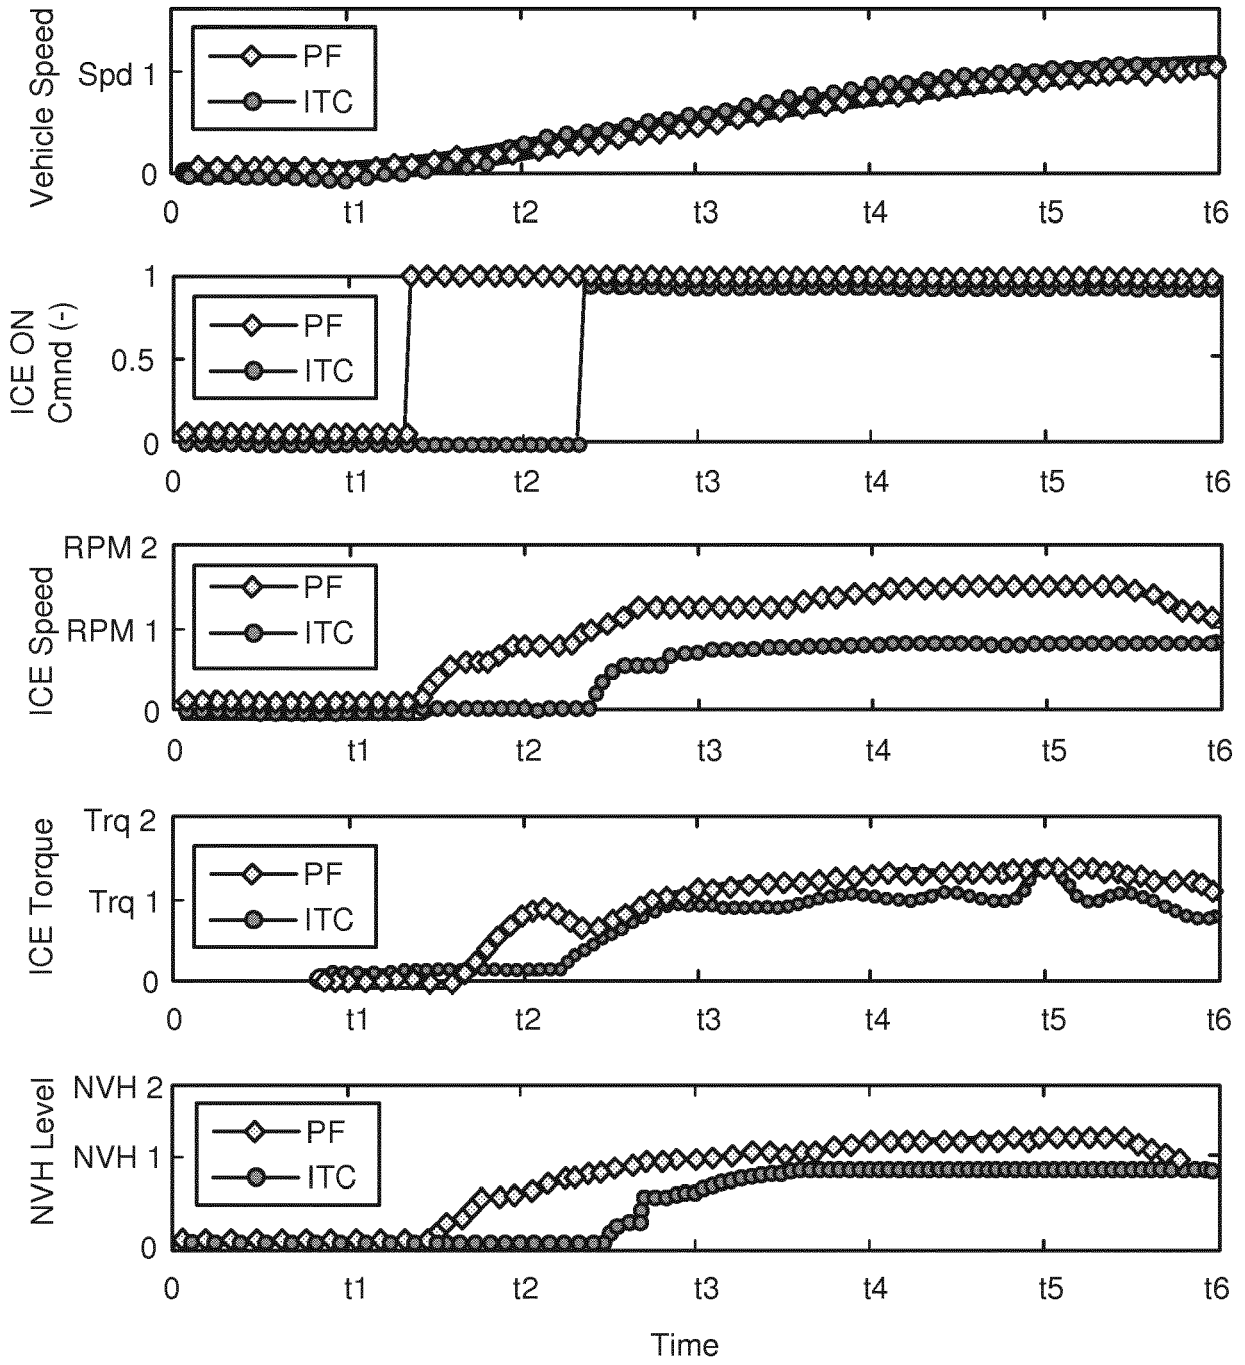 Vehicle Speed
PF
Spd 1
ITC
0
0 t1 t2 t3 t4 t5 t6
ICE ON
Cmnd (-)
1
PF
0.5
ITC
0
0 t1 t2 t3 t4 t5 t6
ICE Speed
RPM 2
PF
RPM 1
ITC
0
0 t1 t2 t3 t4 t5 t6
ICE Torque
Trq 2
PF
Trq 1
ITC
0
0 t1 t2 t3 t4 t5 t6
NVH Level
NVH 2
PF
NVH 1
ITC
0
0 t1 t2 t3 t4 t5 t6
Time